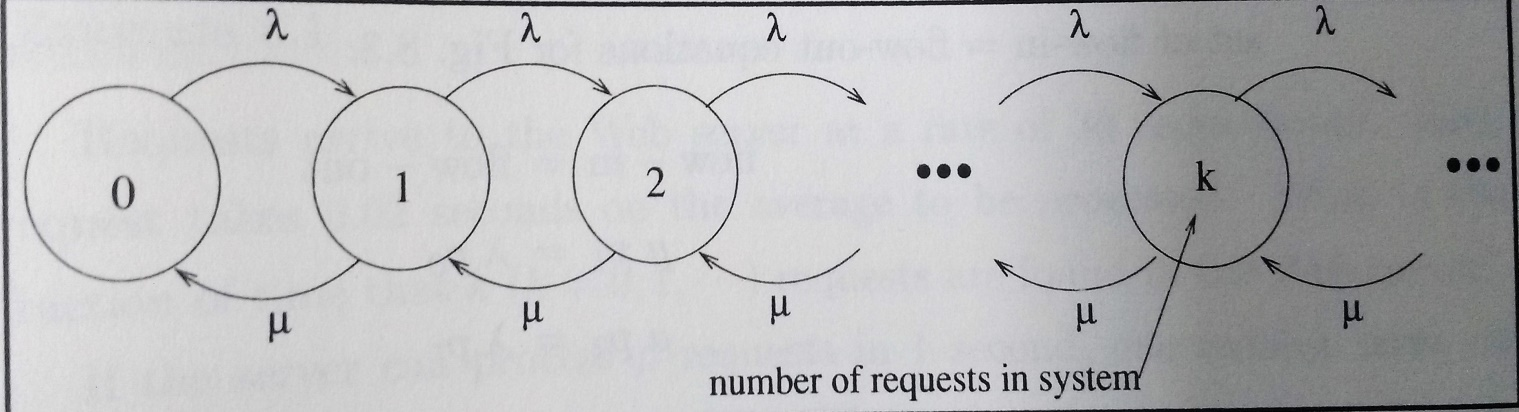 λ λ λ λ λ
0 1 2 ••• k •••
μ μ μ μ μ
number of requests in system